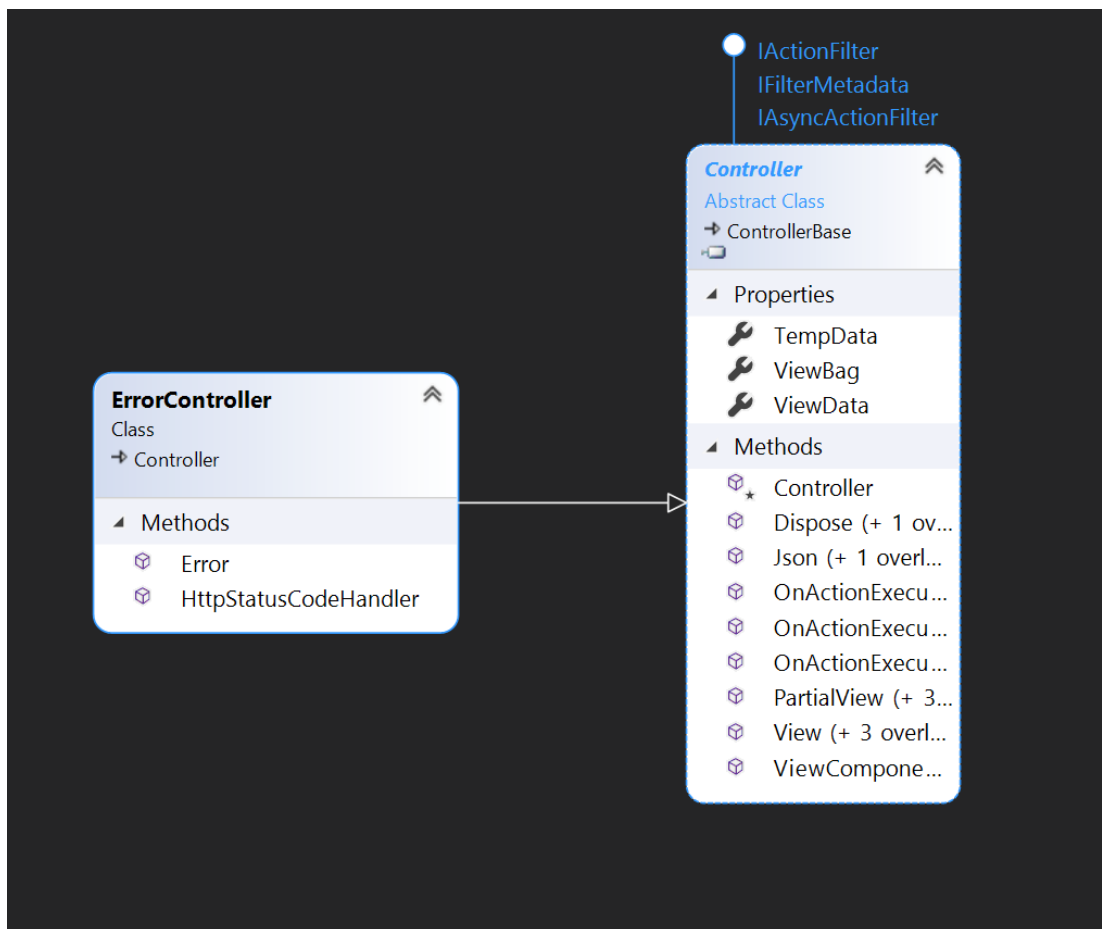 IActionFilter
IFilterMetadata
IAsyncActionFilter
Controller
Abstract Class
ControllerBase
Properties
TempData
ViewBag
ViewData
Methods
Controller
Dispose (+ 1 ov...
Json (+ 1 overl...
OnActionExecu...
OnActionExecu...
OnActionExecu...
PartialView (+ 3...
View (+ 3 overl...
ViewCompone...
ErrorController
Class
Controller
Methods
Error
HttpStatusCodeHandler